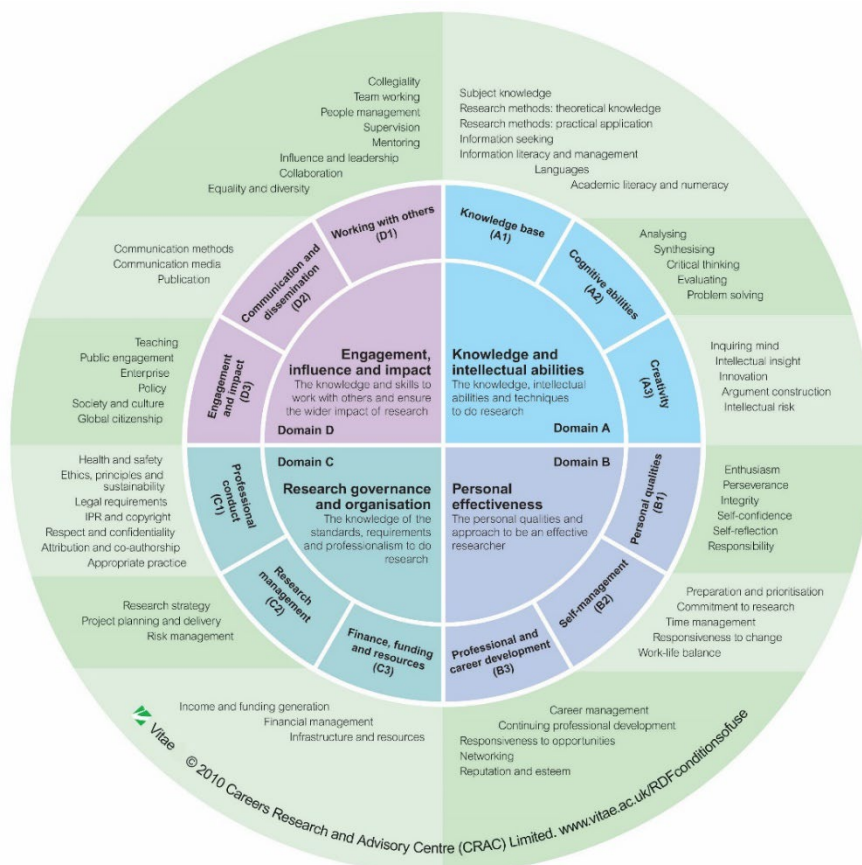 Collegiality
Team working
People management
Supervision
Mentoring
Influence and leadership
Collaboration
Equality and diversity
Subject knowledge
Research methods: theoretical knowledge
Research methods: practical application
Information seeking
Information literacy and management
Languages
Academic literacy and numeracy
Working with others
(D1)
Knowledge base
(A1)
Communication methods
Communication media
Publication
Communication and
dissemination
(D2)
Cognitive abilities
(A2)
Analysing
Synthesising
Critical thinking
Evaluating
Problem solving
Teaching
Public engagement
Enterprise
Policy
Society and culture
Global citizenship
Engagement
and impact
(D3)
Engagement,
influence and impact
The knowledge and skills to
work with others and ensure
the wider impact of research
Domain D
Knowledge and
intellectual abilities
The knowledge, intellectual
abilities and techniques
to do research
Domain A
Creativity
(A3)
Inquiring mind
Intellectual insight
Innovation
Argument construction
Intellectual risk
Health and safety
Ethics, principles and
sustainability
Legal requirements
IPR and copyright
Respect and confidentiality
Attribution and co-authorship
Appropriate practice
Professional
conduct
(C1)
Domain C
Research governance
and organisation
The knowledge of the
standards, requirements
and professionalism to do
research
Domain B
Personal
effectiveness
The personal qualities and
approach to be an effective
researcher
Personal qualities
(B1)
Enthusiasm
Perseverance
Integrity
Self-confidence
Self-reflection
Responsibility
Research strategy
Project planning and delivery
Risk management
Research
management
(C2)
Self-management
(B2)
Preparation and prioritisation
Commitment to research
Time management
Responsiveness to change
Work-life balance
Finance, funding
and resources
(C3)
Professional and
career development
(B3)
Income and funding generation
Financial management
Infrastructure and resources
Career management
Continuing professional development
Responsiveness to opportunities
Networking
Reputation and esteem
Vitae © 2010 Careers Research and Advisory Centre (CRAC) Limited. www.vitae.ac.uk/RDFconditionsofuse